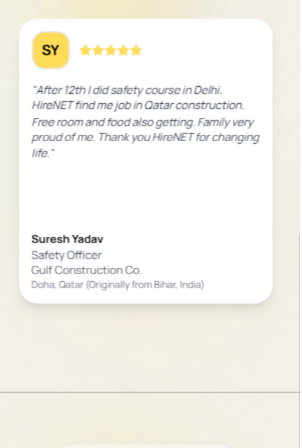 SY
"After 12th I did safety course in Delhi.
HireNET find me job in Qatar construction.
Free room and food also getting. Family very
proud of me. Thank you HireNET for changing
life."
Suresh Yadav
Safety Officer
Gulf Construction Co.
Doha, Qatar (Originally from Bihar, India)